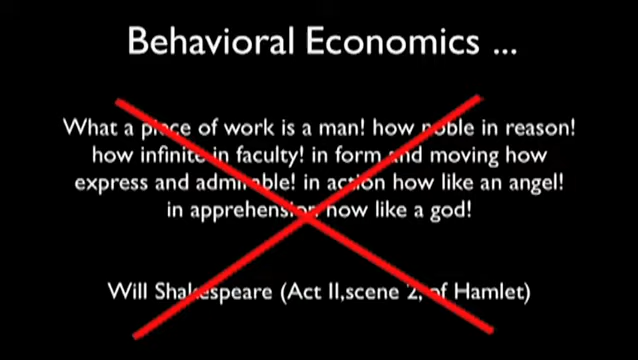 Behavioral Economics ...
What a piece of work is a man! how noble in reason!
how infinite in faculty! in form and moving how
express and admirable! in action how like an angel!
in apprehension how like a god!
Will Shakespeare (Act II,scene 2, of Hamlet)